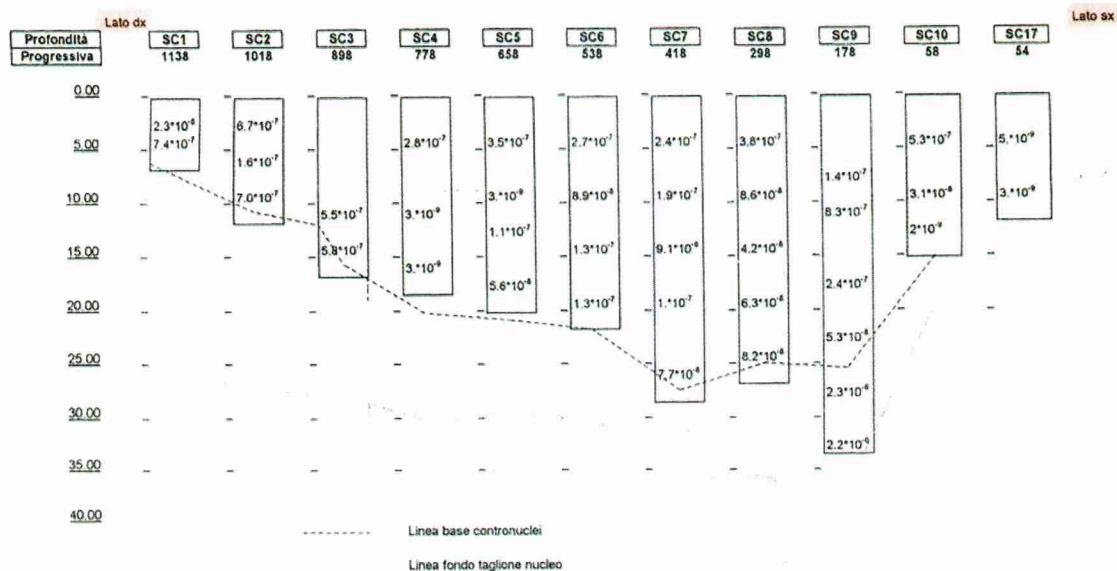 Lato dx
Lato sx
Profondità SC1 SC2 SC3 SC4 SC5 SC6 SC7 SC8 SC9 SC10 SC17
Progressiva 1138 1018 898 778 658 538 418 298 178 58 54
0.00
2.3*10-8 6.7*10-7 2.8*10-7 3.5*10-7 2.7*10-7 2.4*10-7 3.8*10-7 5.3*10-7 5.*10-9
5.00 7.4*10-7
1.6*10-7 1.4*10-7
7.0*10-7 3.*10-9 8.9*10-8 1.9*10-7 8.6*10-8 3.1*10-8 3.*10-9
10.00 5.5*10-7 3.*10-9 8.3*10-7
1.1*10-7 2*10-9
15.00 5.8*10-7 3.*10-9 1.3*10-7 9.1*10-8 4.2*10-8
5.6*10-8 2.4*10-7
20.00 1.3*10-7 1.*10-7 6.3*10-8
5.3*10-8
25.00 7.7*10-8 8.2*10-8
2.3*10-6
30.00
2.2*10-6
35.00
40.00
Linea base contronuclei
Linea fondo taglione nucleo